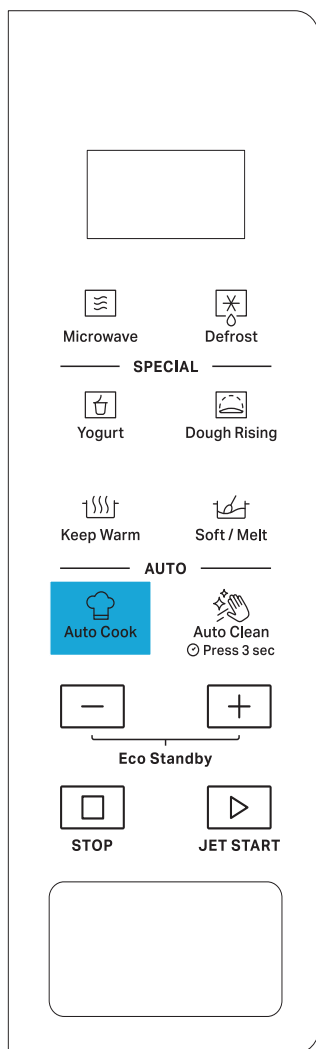 Microwave Defrost
SPECIAL
Yogurt Dough Rising
Keep Warm Soft / Melt
AUTO
Auto Cook Auto Clean
Press 3 sec
Eco Standby
STOP JET START